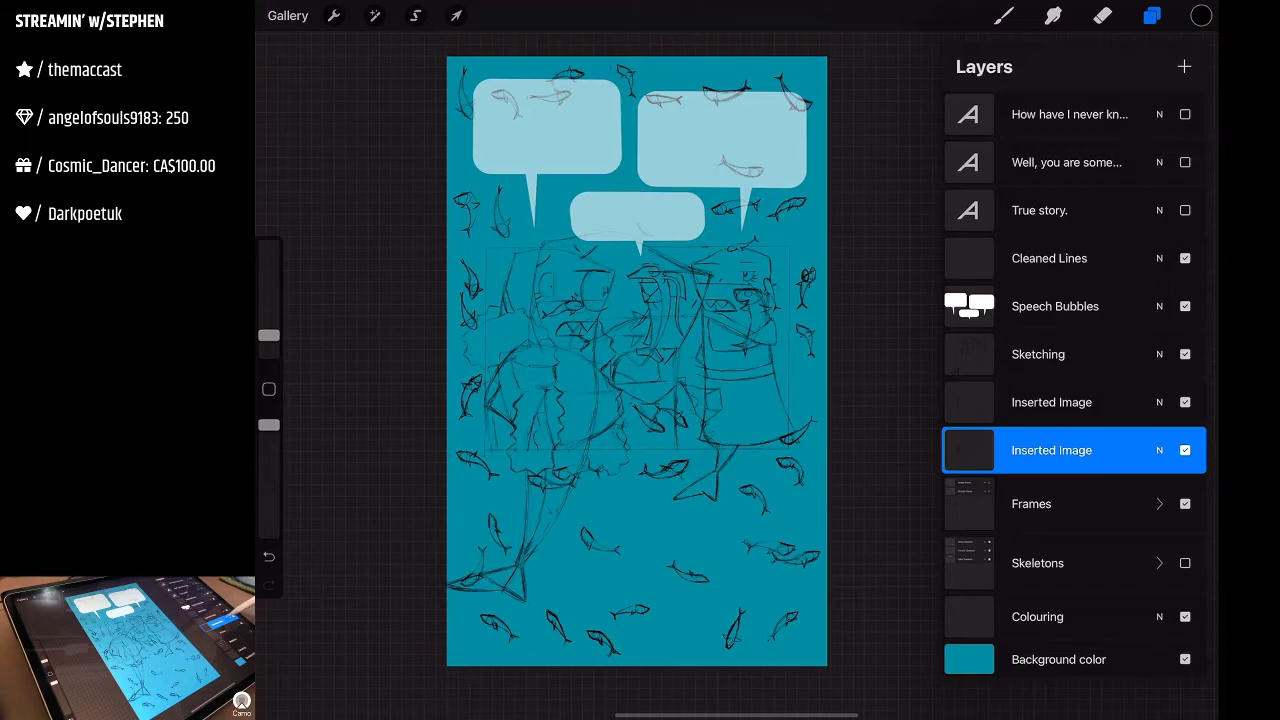 STREAMIN' w/STEPHEN
/ themaccast
/ angelofsouls9183: 250
/ Cosmic_Dancer: CA$100.00
/ Darkpoetuk
Gallery
Layers
How have I never kn... N
Well, you are some... N
True story. N
Cleaned Lines N
Speech Bubbles N
Sketching N
Inserted Image N
Inserted Image N
Frames
Skeletons
Colouring N
Background color
Camo